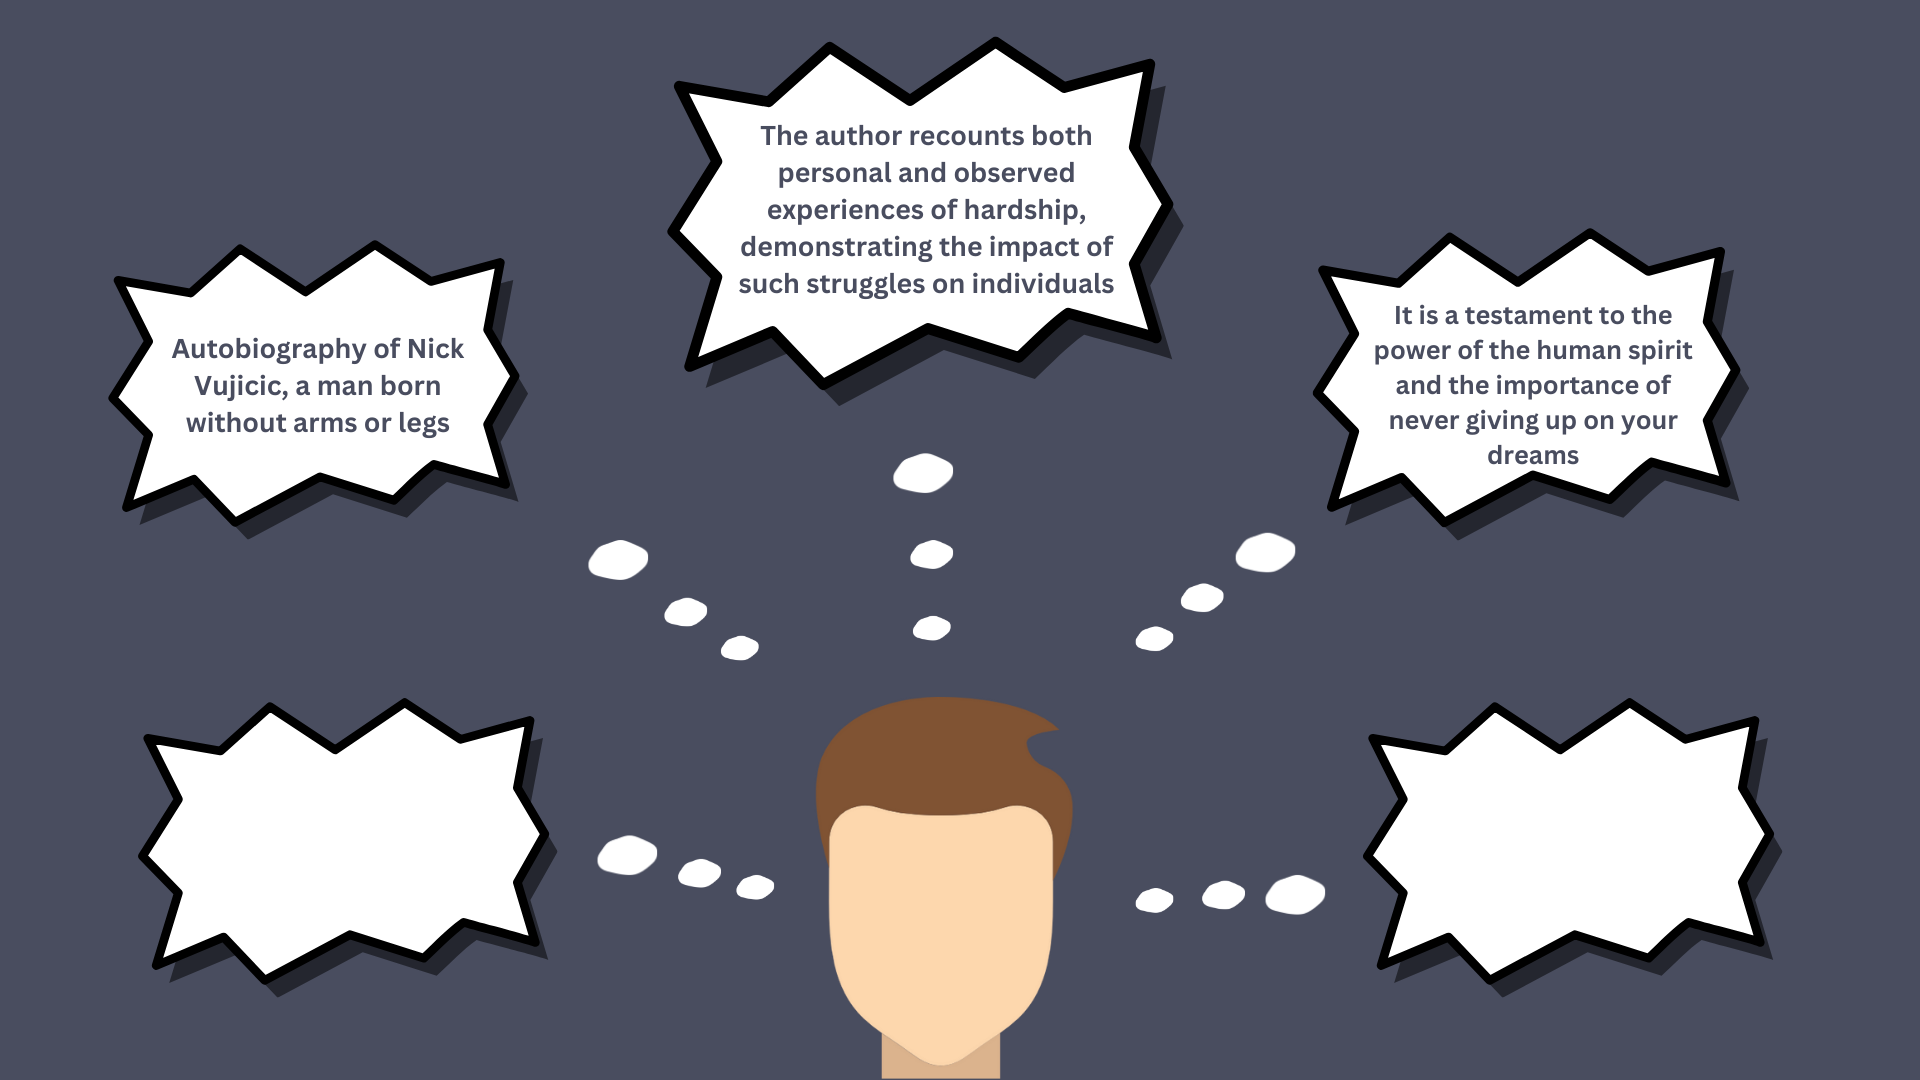 The author recounts both
personal and observed
experiences of hardship,
demonstrating the impact of
such struggles on individuals
Autobiography of Nick
Vujicic, a man born
without arms or legs
It is a testament to the
power of the human spirit
and the importance of
never giving up on your
dreams